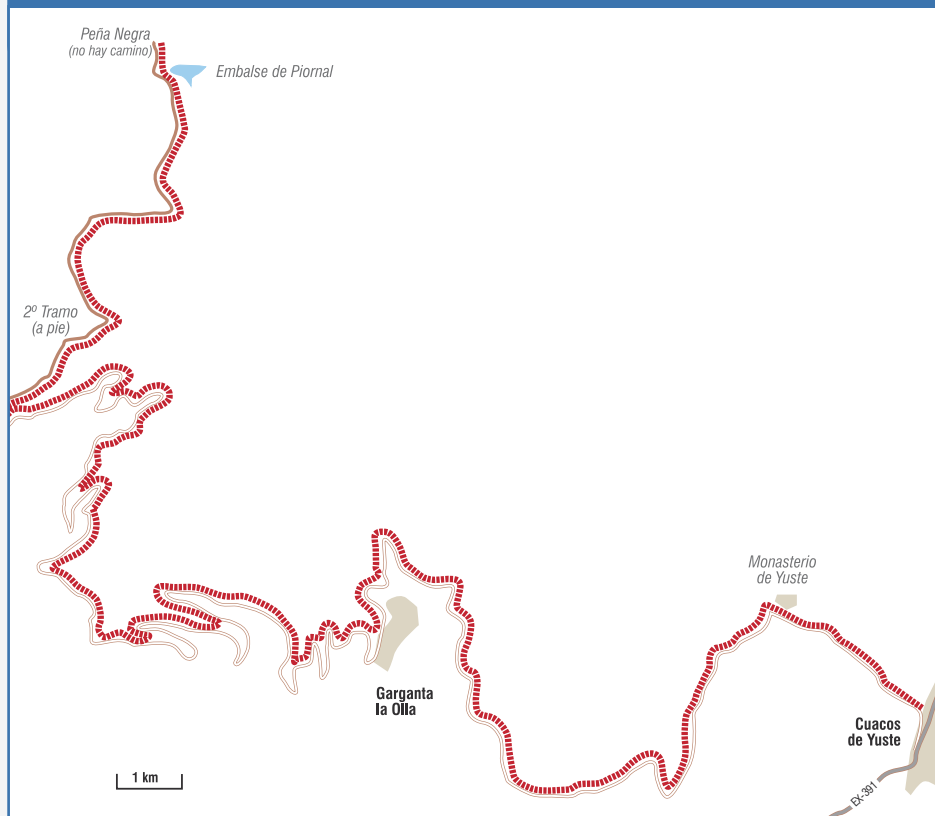 Peña Negra
(no hay camino)
Embalse de Piornal
2º Tramo
(a pie)
Monasterio
de Yuste
Garganta
la Olla
Cuacos
de Yuste
1 km
EX-391